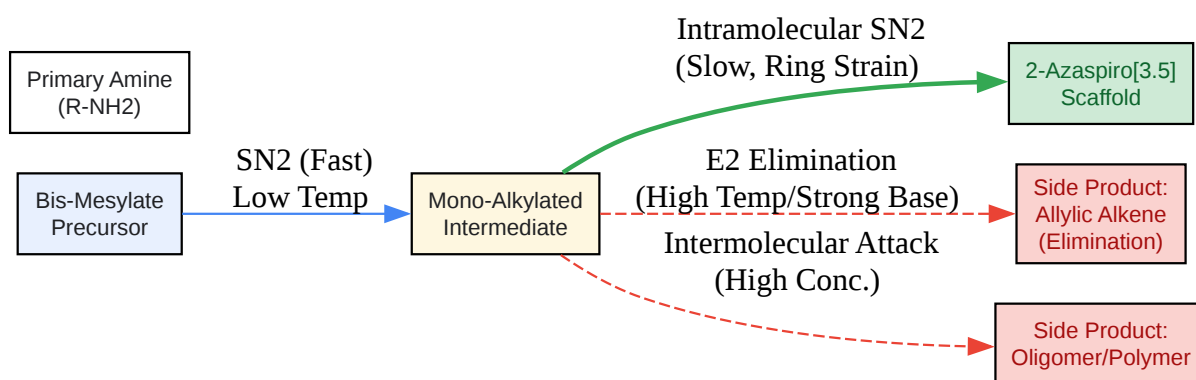 Primary Amine
(R-NH2)
Bis-Mesylate
Precursor
SN2 (Fast)
Low Temp
Mono-Alkylated
Intermediate
Intramolecular SN2
(Slow, Ring Strain)
2-Azaspiro[3.5]
Scaffold
E2 Elimination
(High Temp/Strong Base)
Side Product:
Allylic Alkene
(Elimination)
Intermolecular Attack
(High Conc.)
Side Product:
Oligomer/Polymer